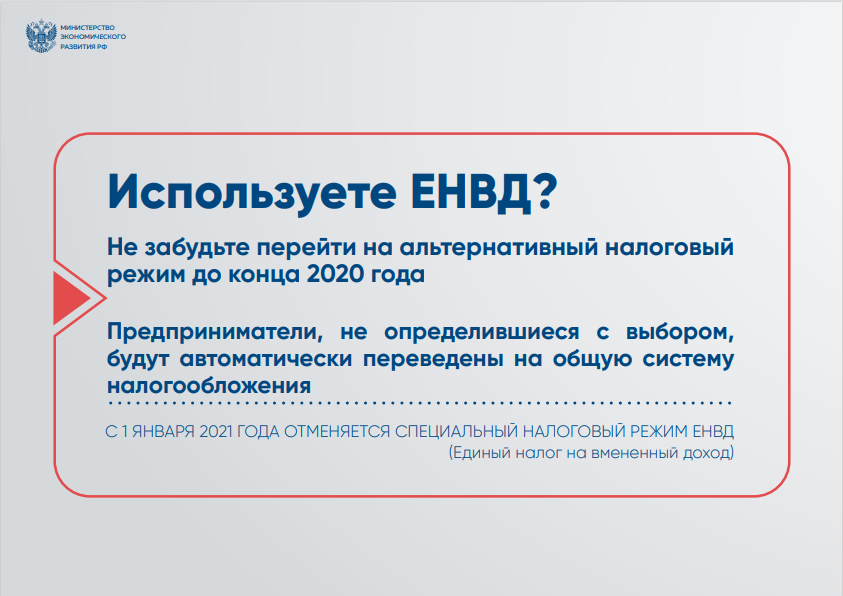 МИНИСТЕРСТВО
ЭКОНОМИЧЕСКОГО
РАЗВИТИЯ РФ
Используете ЕНВД?
Не забудьте перейти на альтернативный налоговый
режим до конца 2020 года
Предприниматели, не определившиеся с выбором,
будут автоматически переведены на общую систему
налогообложения
С 1 ЯНВАРЯ 2021 ГОДА ОТМЕНЯЕТСЯ СПЕЦИАЛЬНЫЙ НАЛОГОВЫЙ РЕЖИМ ЕНВД
(Единый налог на вмененный доход)